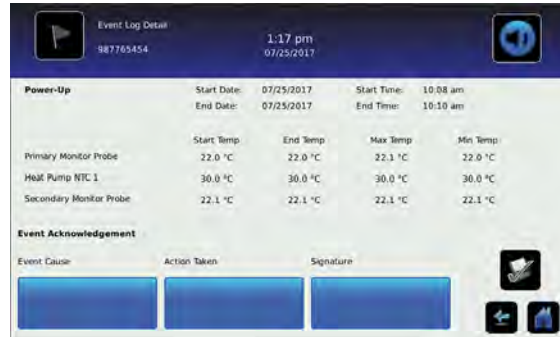 Event Log Detail
987765454
1:17 pm
07/25/2017
Power-Up Start Date: 07/25/2017 Start Time: 10:08 am
End Date: 07/25/2017 End Time: 10:10 am
Start Temp End Temp Max Temp Min Temp
Primary Monitor Probe 22.0 °C 22.0 °C 22.1 °C 22.0 °C
Heat Pump NTC 1 30.0 °C 30.0 °C 30.0 °C 30.0 °C
Secondary Monitor Probe 22.1 °C 22.1 °C 22.1 °C 22.1 °C
Event Acknowledgement
Event Cause Action Taken Signature